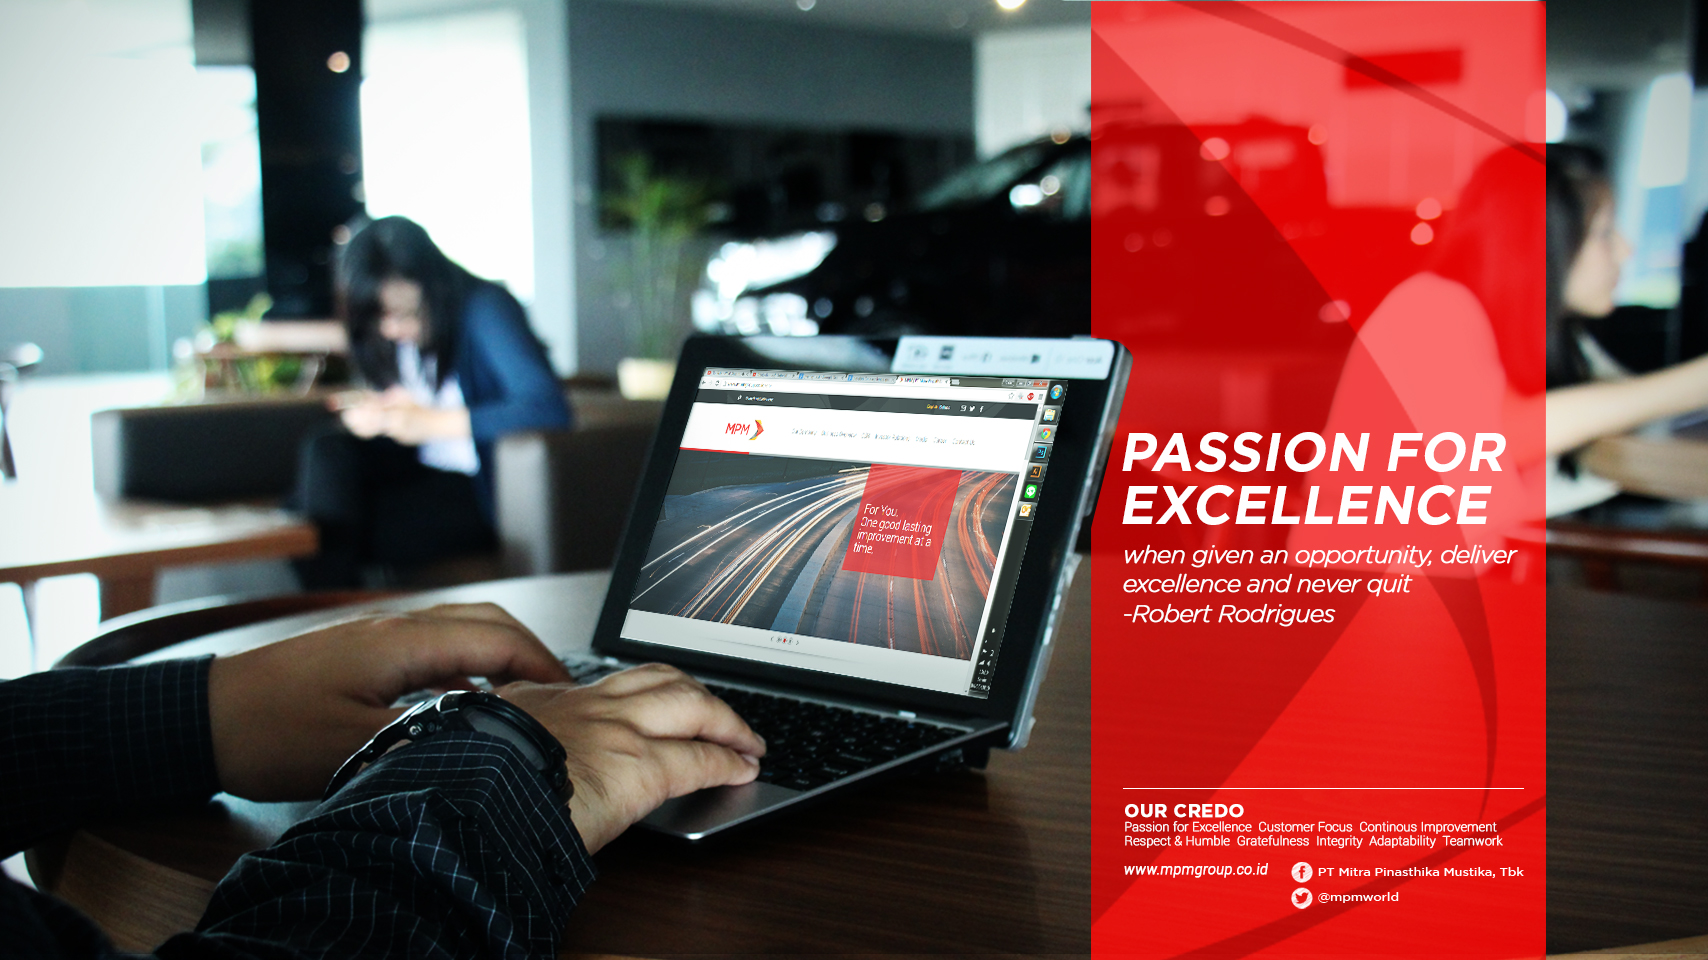 MPM
For You,
One good lasting
improvement at a
time.
PASSION FOR
EXCELLENCE
when given an opportunity, deliver
excellence and never quit
-Robert Rodrigues
OUR CREDO
Passion for Excellence Customer Focus Continous Improvement
Respect & Humble Gratefulness Integrity Adaptability Teamwork
www.mpmgroup.co.id
PT Mitra Pinasthika Mustika, Tbk
@mpmworld